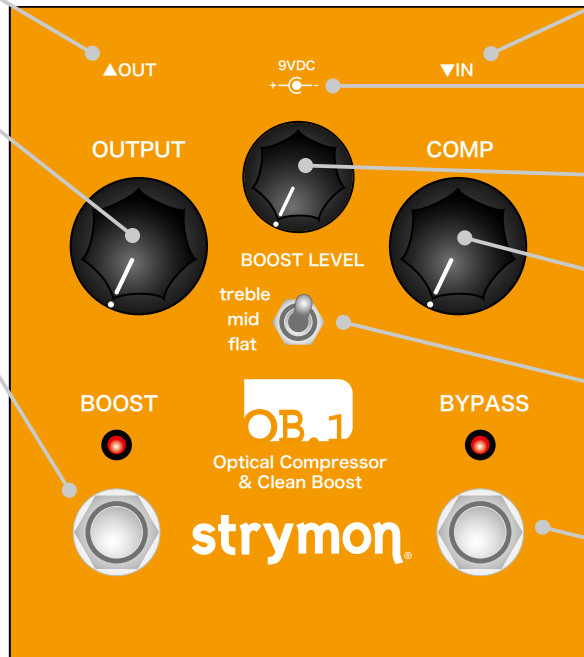 ▲OUT
9VDC
+ -
▼IN
OUTPUT
COMP
BOOST LEVEL
treble
mid
flat
BOOST
OB.1
BYPASS
Optical Compressor
& Clean Boost
strymon®